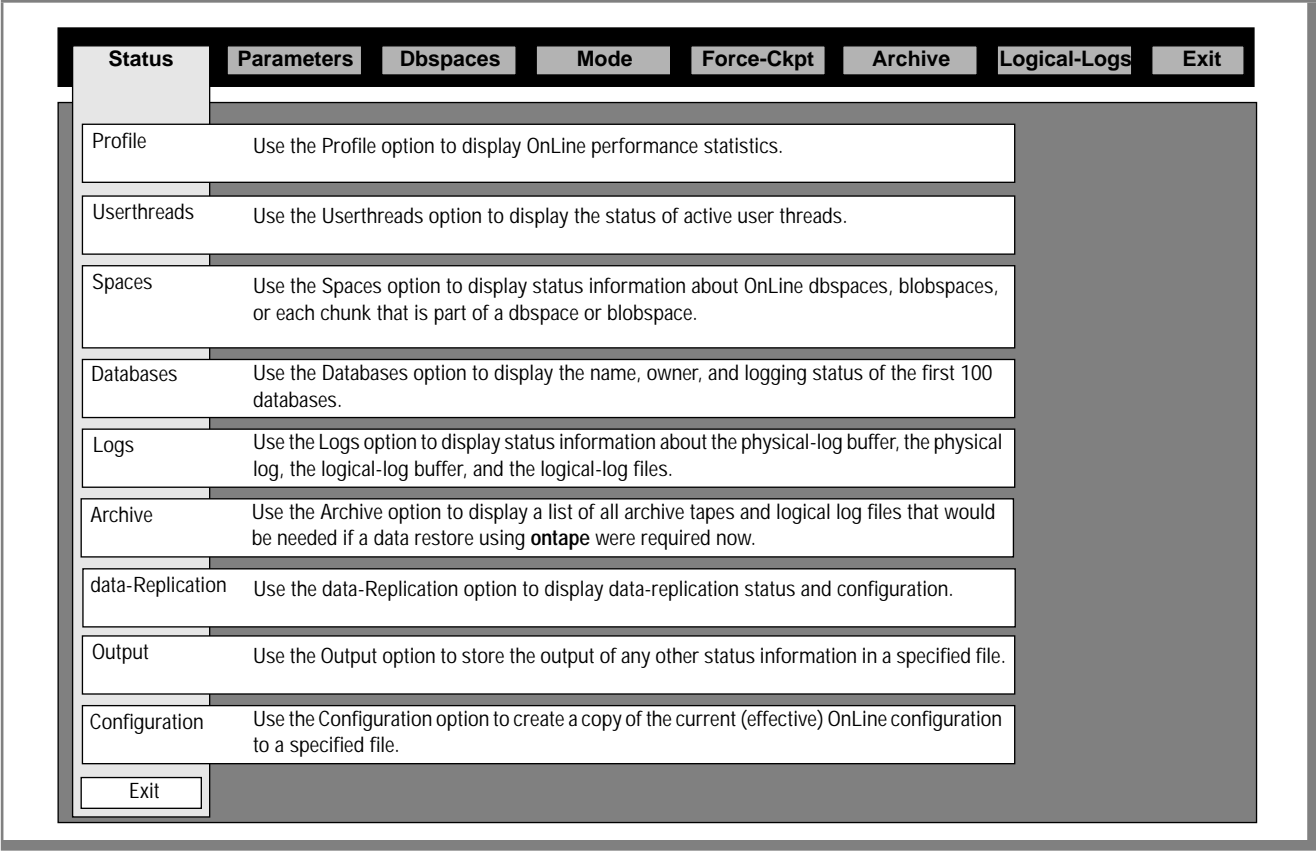 Status Parameters Dbspaces Mode Force-Ckpt Archive Logical-Logs Exit
Profile Use the Profile option to display OnLine performance statistics.
Userthreads Use the Userthreads option to display the status of active user threads.
Spaces Use the Spaces option to display status information about OnLine dbspaces, blobspaces,
or each chunk that is part of a dbspace or blobspace.
Databases Use the Databases option to display the name, owner, and logging status of the first 100
databases.
Logs Use the Logs option to display status information about the physical-log buffer, the physical
log, the logical-log buffer, and the logical-log files.
Archive Use the Archive option to display a list of all archive tapes and logical log files that would
be needed if a data restore using ontape were required now.
data-Replication Use the data-Replication option to display data-replication status and configuration.
Output Use the Output option to store the output of any other status information in a specified file.
Configuration Use the Configuration option to create a copy of the current (effective) OnLine configuration
to a specified file.
Exit